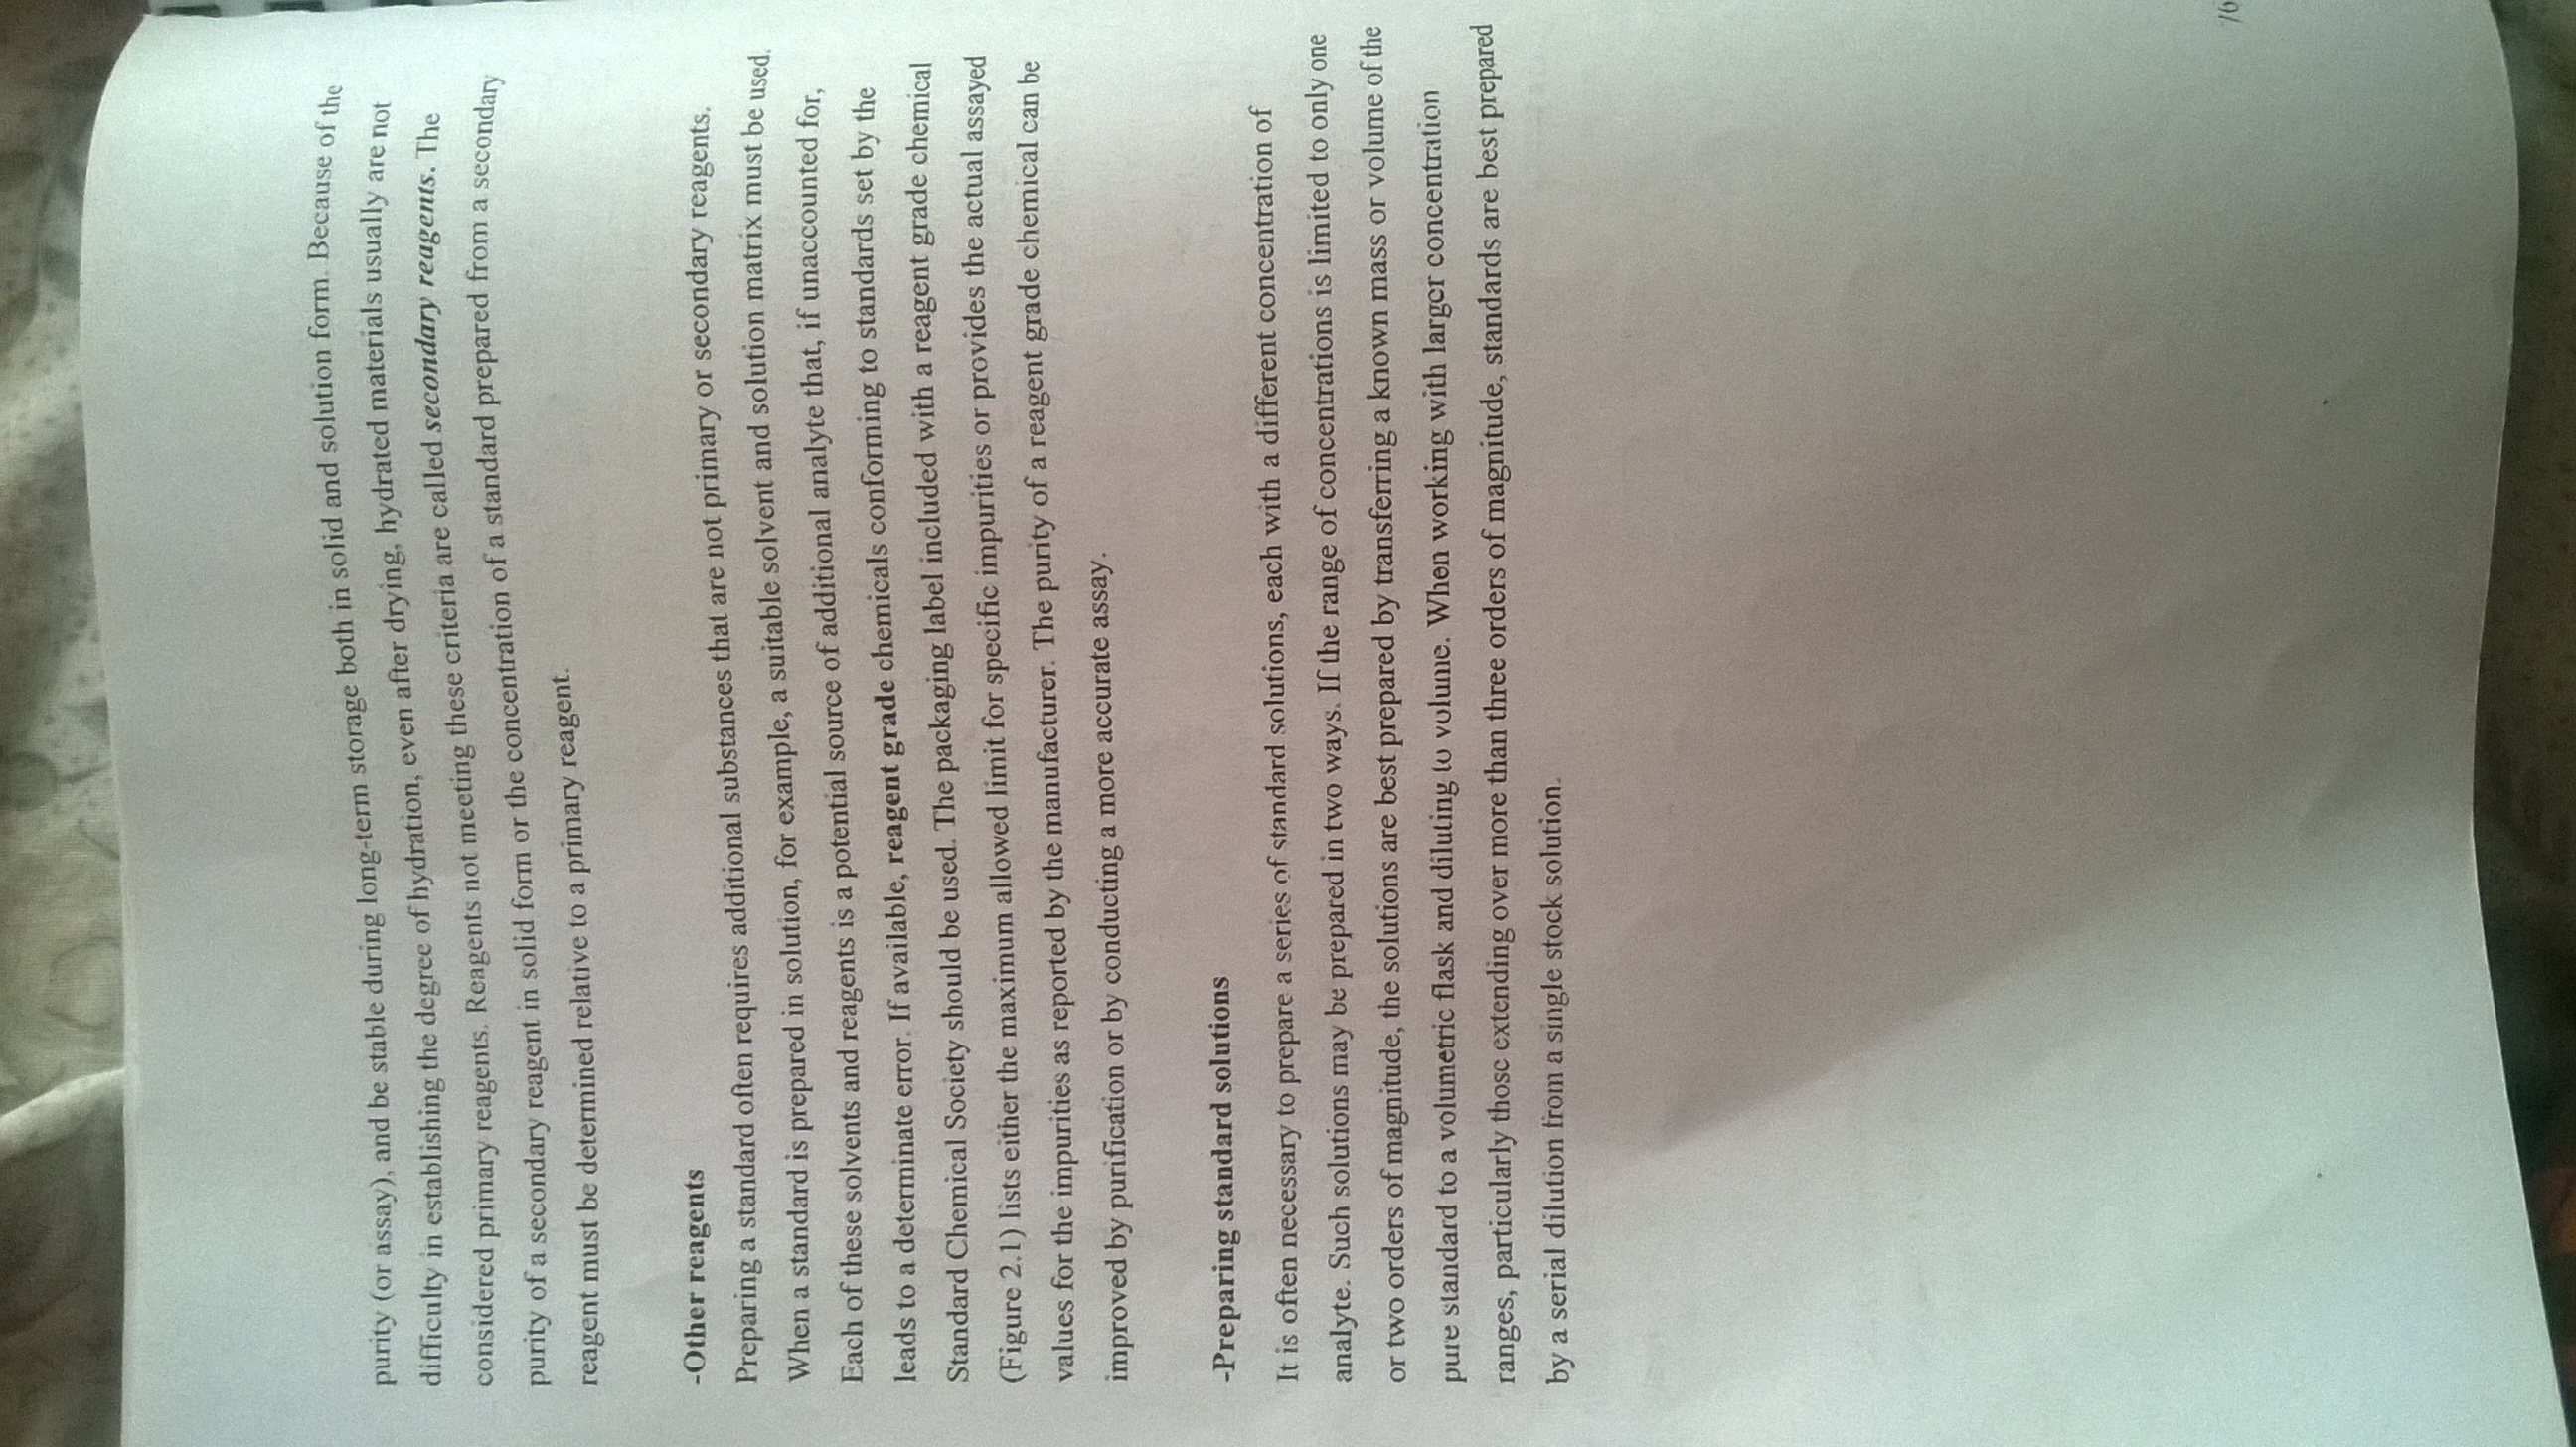 purity (or assay), and be stable during long-term storage both in solid and solution form. Because of the
difficulty in establishing the degree of hydration, even after drying, hydrated materials usually are not
considered primary reagents. Reagents not meeting these criteria are called secondary reagents. The
purity of a secondary reagent in solid form or the concentration of a standard prepared from a secondary
reagent must be determined relative to a primary reagent.
-Other reagents
Preparing a standard often requires additional substances that are not primary or secondary reagents.
When a standard is prepared in solution, for example, a suitable solvent and solution matrix must be used.
Each of these solvents and reagents is a potential source of additional analyte that, if unaccounted for,
leads to a determinate error. If available, reagent grade chemicals conforming to standards set by the
Standard Chemical Society should be used. The packaging label included with a reagent grade chemical
(Figure 2.1) lists either the maximum allowed limit for specific impurities or provides the actual assayed
values for the impurities as reported by the manufacturer. The purity of a reagent grade chemical can be
improved by purification or by conducting a more accurate assay.
-Preparing standard solutions
It is often necessary to prepare a series of standard solutions, each with a different concentration of
analyte. Such solutions may be prepared in two ways. If the range of concentrations is limited to only one
or two orders of magnitude, the solutions are best prepared by transferring a known mass or volume of the
pure standard to a volumetric flask and diluting to volume. When working with larger concentration
ranges, particularly those extending over more than three orders of magnitude, standards are best prepared
by a serial dilution from a single stock solution.
76